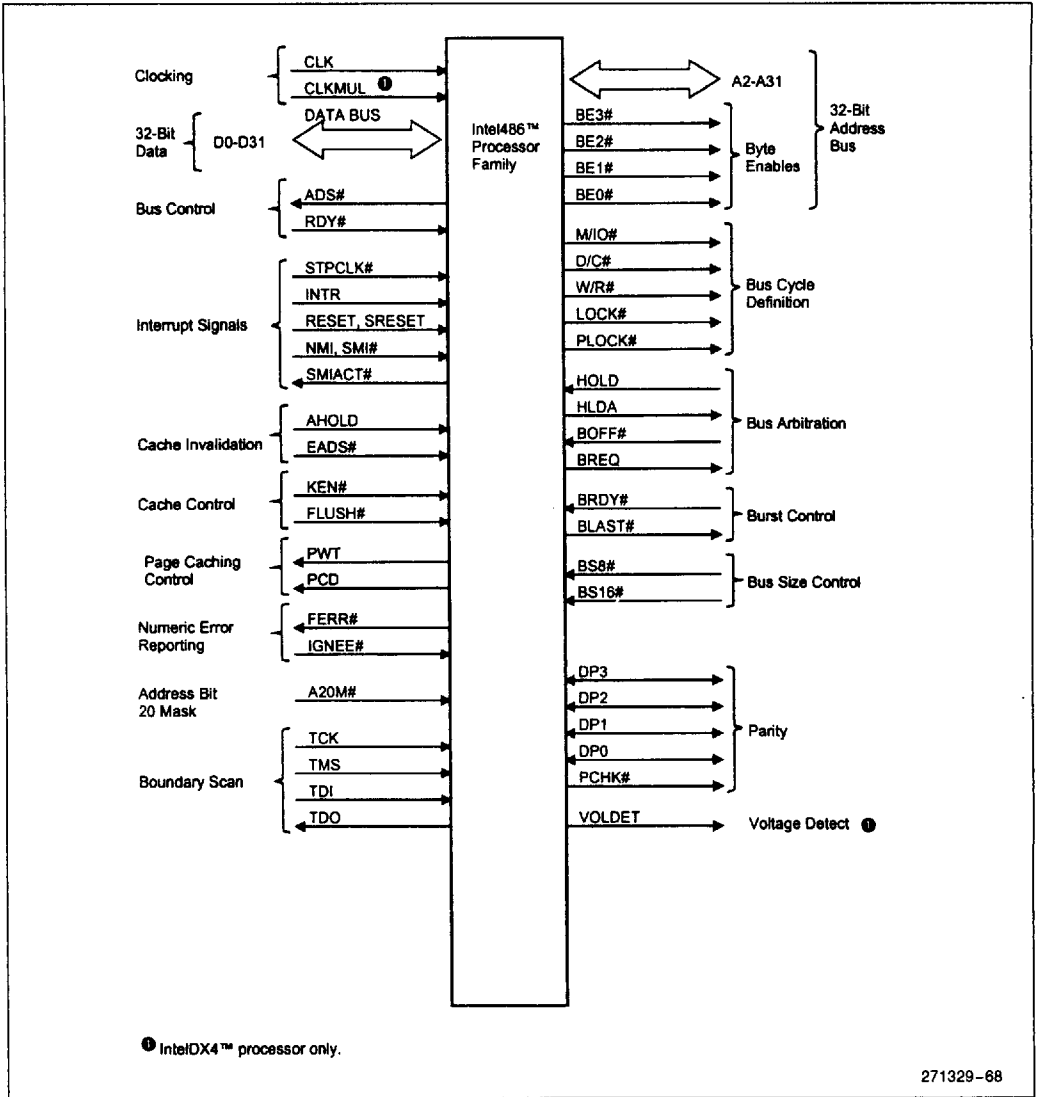 Clocking
CLK
CLKMUL ❶
32-Bit
Data
D0-D31
DATA BUS
Bus Control
ADS#
RDY#
Interrupt Signals
STPCLK#
INTR
RESET, SRESET
NMI, SMI#
SMIACT#
Cache Invalidation
AHOLD
EADS#
Cache Control
KEN#
FLUSH#
Page Caching
Control
PWT
PCD
Numeric Error
Reporting
FERR#
IGNEE#
Address Bit
20 Mask
A20M#
Boundary Scan
TCK
TMS
TDI
TDO
Intel486™
Processor
Family
A2-A31
BE3#
BE2#
BE1#
BE0#
Byte
Enables
32-Bit
Address
Bus
M/IO#
D/C#
W/R#
LOCK#
PLOCK#
Bus Cycle
Definition
HOLD
HLDA
BOFF#
BREQ
Bus Arbitration
BRDY#
BLAST#
Burst Control
BS8#
BS16#
Bus Size Control
DP3
DP2
DP1
DP0
PCHK#
Parity
VOLDET
Voltage Detect ❶
❶ IntelDX4™ processor only.
271329-68